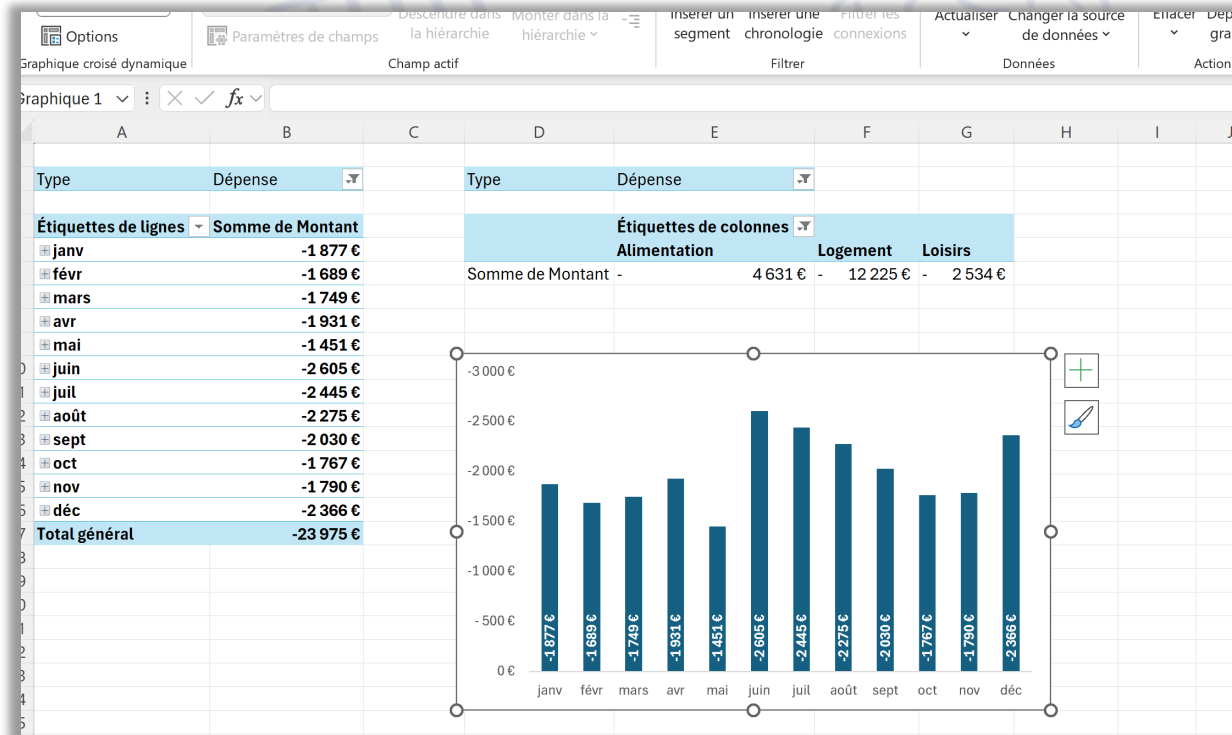 Descendre dans Monter dans la Insérer un Insérer une Filtrer les Actualiser Changer la source Effacer
Options Paramètres de champs la hiérarchie hiérarchie segment chronologie connexions de données
Graphique croisé dynamique Champ actif Filtrer Données Action
Graphique 1 fx
A B C D E F G H I J
Type Dépense Type Dépense
Étiquettes de lignes Somme de Montant Étiquettes de colonnes
janv -1 877 € Alimentation Logement Loisirs
févr -1 689 € Somme de Montant - 4 631 € - 12 225 € - 2 534 €
mars -1 749 €
avr -1 931 €
mai -1 451 €
juin -2 605 €
juil -2 445 €
août -2 275 €
sept -2 030 €
oct -1 767 €
nov -1 790 €
déc -2 366 €
Total général -23 975 €
-3 000 €
-2 500 €
-2 000 €
-1 500 €
-1 000 €
- 500 €
0 €
-1 877 € -1 689 € -1 749 € -1 931 € -1 451 € -2 605 € -2 445 € -2 275 € -2 030 € -1 767 € -1 790 € -2 366 €
janv févr mars avr mai juin juil août sept oct nov déc